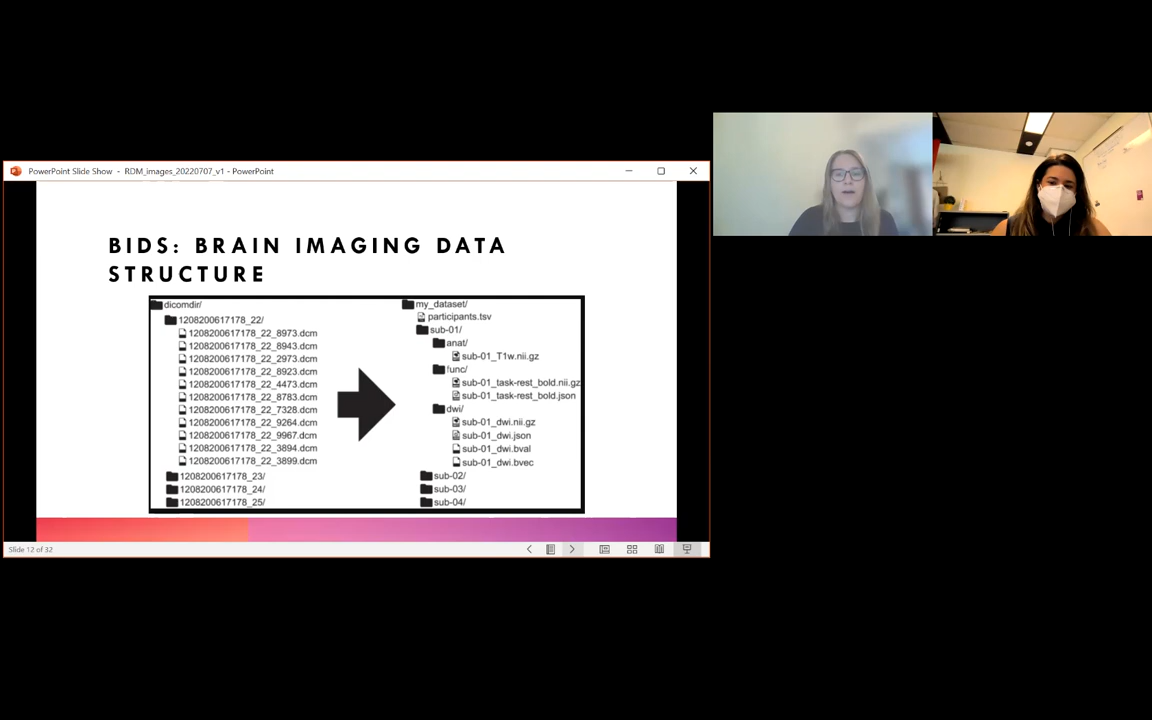 PowerPoint Slide Show - RDM_images_20220707_v1 - PowerPoint
BIDS: BRAIN IMAGING DATA
STRUCTURE
dicomdir/
1208200617178_22/
1208200617178_22_8973.dcm
1208200617178_22_8943.dcm
1208200617178_22_2973.dcm
1208200617178_22_8923.dcm
1208200617178_22_4473.dcm
1208200617178_22_8783.dcm
1208200617178_22_7328.dcm
1208200617178_22_9264.dcm
1208200617178_22_9967.dcm
1208200617178_22_3894.dcm
1208200617178_22_3899.dcm
1208200617178_23/
1208200617178_24/
1208200617178_25/
my_dataset/
participants.tsv
sub-01/
anat/
sub-01_T1w.nii.gz
func/
sub-01_task-rest_bold.nii.gz
sub-01_task-rest_bold.json
dwi/
sub-01_dwi.nii.gz
sub-01_dwi.json
sub-01_dwi.bval
sub-01_dwi.bvec
sub-02/
sub-03/
sub-04/
Slide 12 of 32